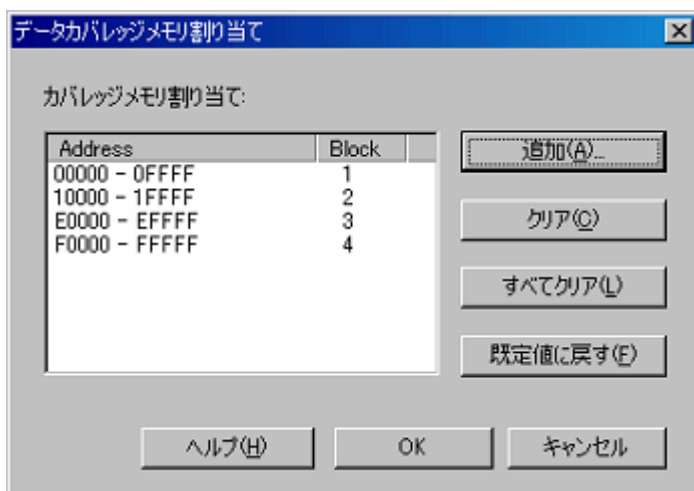 データカバレッジメモリ割り当て
カバレッジメモリ割り当て:
Address Block
00000 - 0FFFF 1
10000 - 1FFFF 2
E0000 - EFFFF 3
F0000 - FFFFF 4
追加(A)...
クリア(C)
すべてクリア(L)
既定値に戻す(F)
ヘルプ(H) OK キャンセル